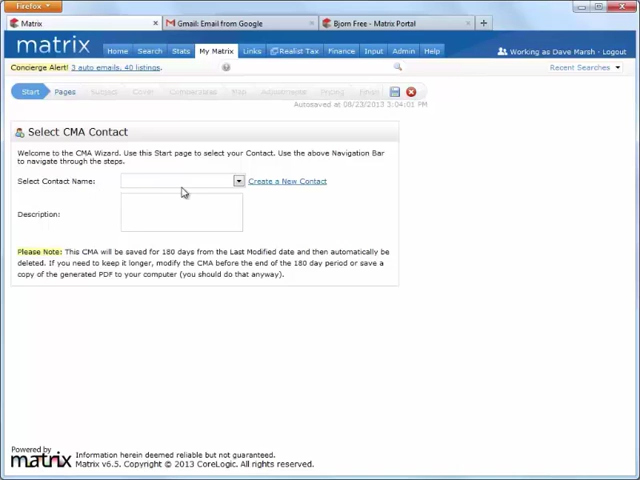 Firefox
Matrix
Gmail: Email from Google
Bjorn Free - Matrix Portal
matrix
Home Search Stats My Matrix Links Realist Tax Finance Input Admin Help
Working as Dave Marsh · Logout
Concierge Alert! 3 auto emails, 40 listings.
Recent Searches
Start Pages Subject Cover Comparables Map Adjustments Pricing Finish
Autosaved at 08/23/2013 3:04:01 PM
Select CMA Contact
Welcome to the CMA Wizard. Use this Start page to select your Contact. Use the above Navigation Bar
to navigate through the steps.
Select Contact Name:
Create a New Contact
Description:
Please Note: This CMA will be saved for 180 days from the Last Modified date and then automatically be
deleted. If you need to keep it longer, modify the CMA before the end of the 180 day period or save a
copy of the generated PDF to your computer (you should do that anyway).
Powered by
matrix
Information herein deemed reliable but not guaranteed.
Matrix v6.5. Copyright © 2013 CoreLogic. All rights reserved.